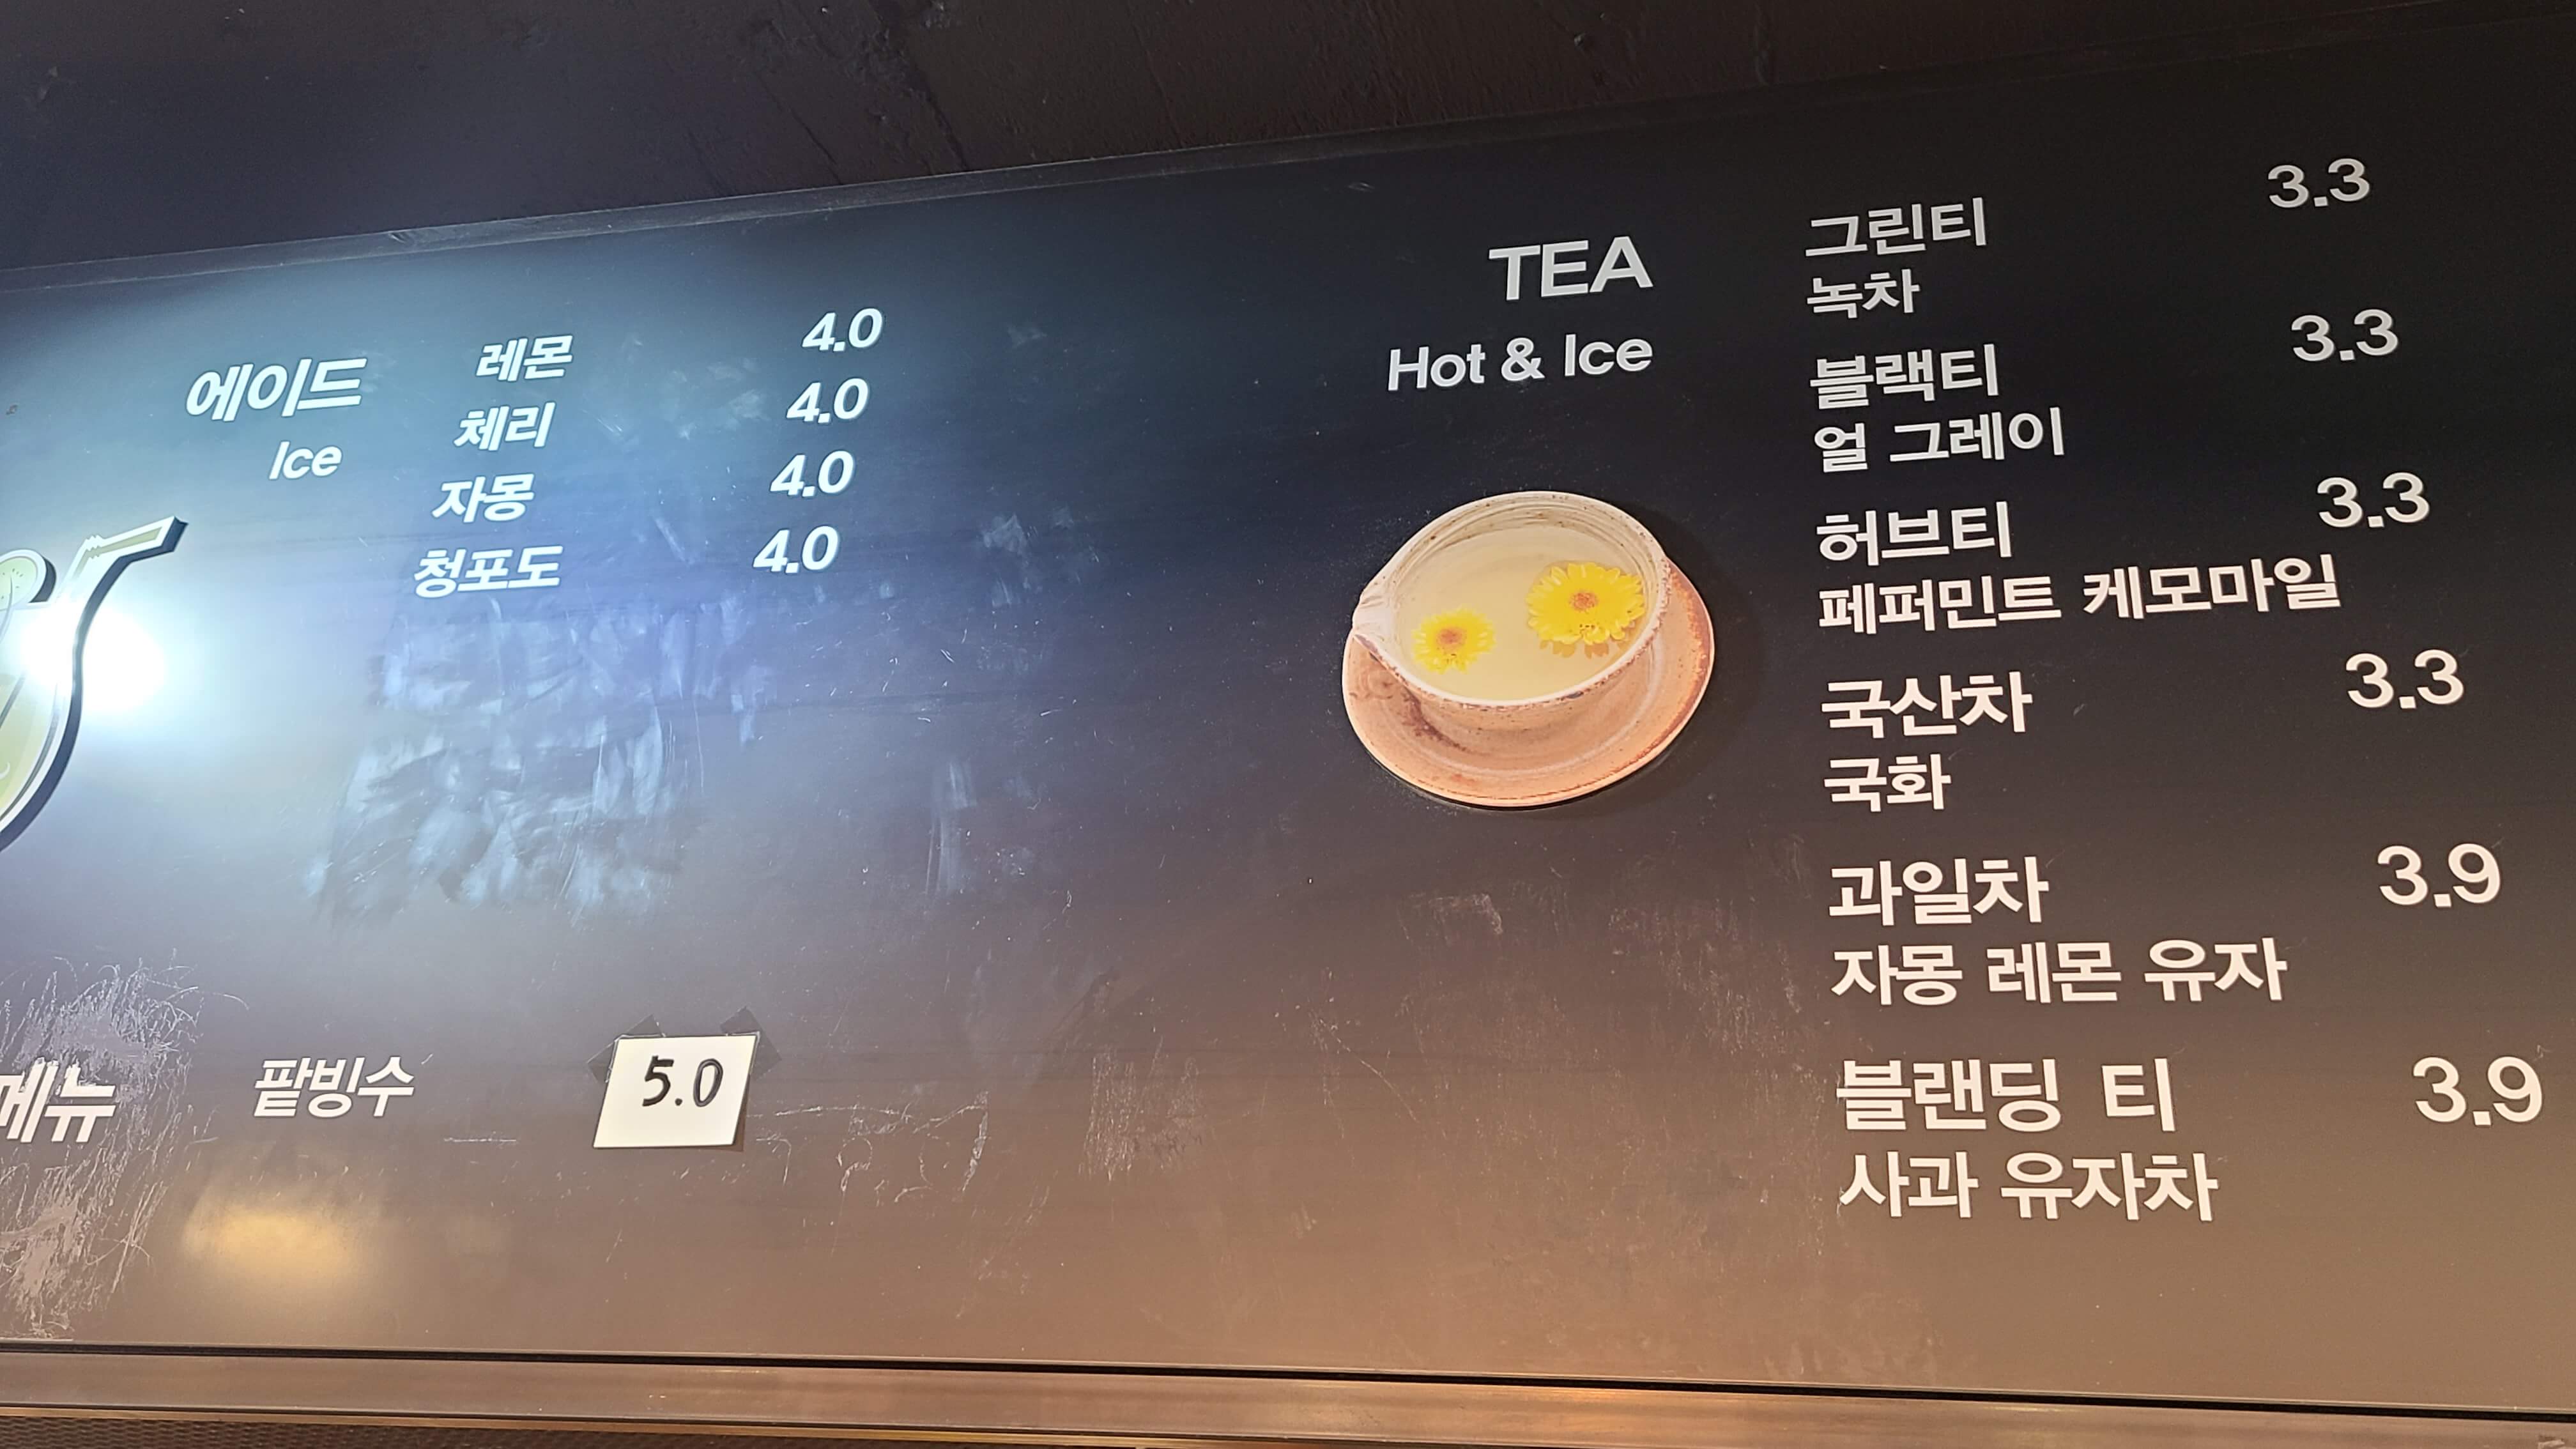 에이드
Ice
레몬 4.0
체리 4.0
자몽 4.0
청포도 4.0
메뉴
팥빙수 5.0
TEA
Hot & Ice
그린티 3.3
녹차
블랙티 3.3
얼 그레이
허브티 3.3
페퍼민트 케모마일
국산차 3.3
국화
과일차 3.9
자몽 레몬 유자
블랜딩 티 3.9
사과 유자차